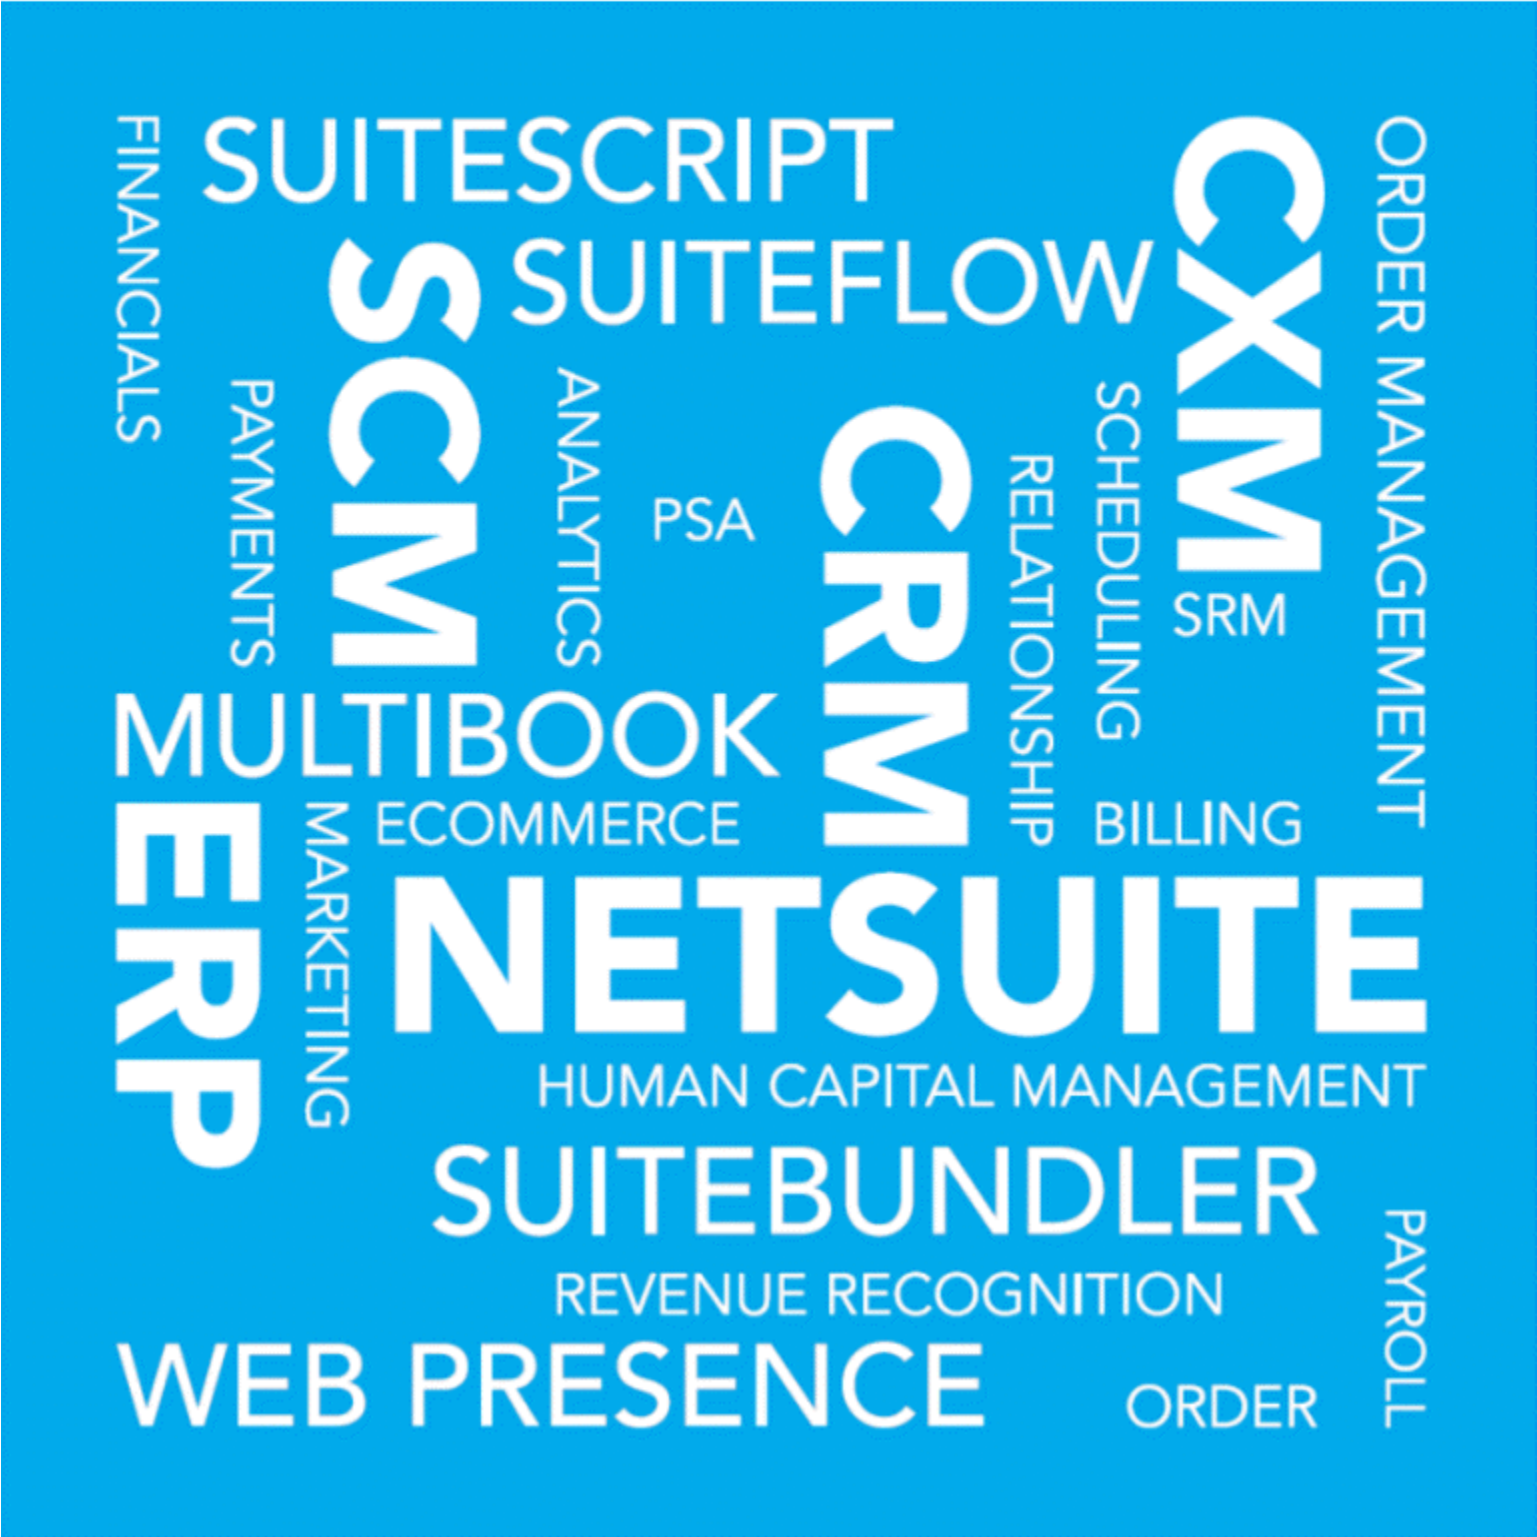 FINANCIALS
SUITESCRIPT
CXM
ORDER MANAGEMENT
SCM
SUITEFLOW
PAYMENTS
ANALYTICS
PSA
CRM
RELATIONSHIP
SCHEDULING
SRM
MULTIBOOK
ERP
MARKETING
ECOMMERCE
BILLING
NETSUITE
HUMAN CAPITAL MANAGEMENT
SUITEBUNDLER
REVENUE RECOGNITION
PAYROLL
WEB PRESENCE
ORDER